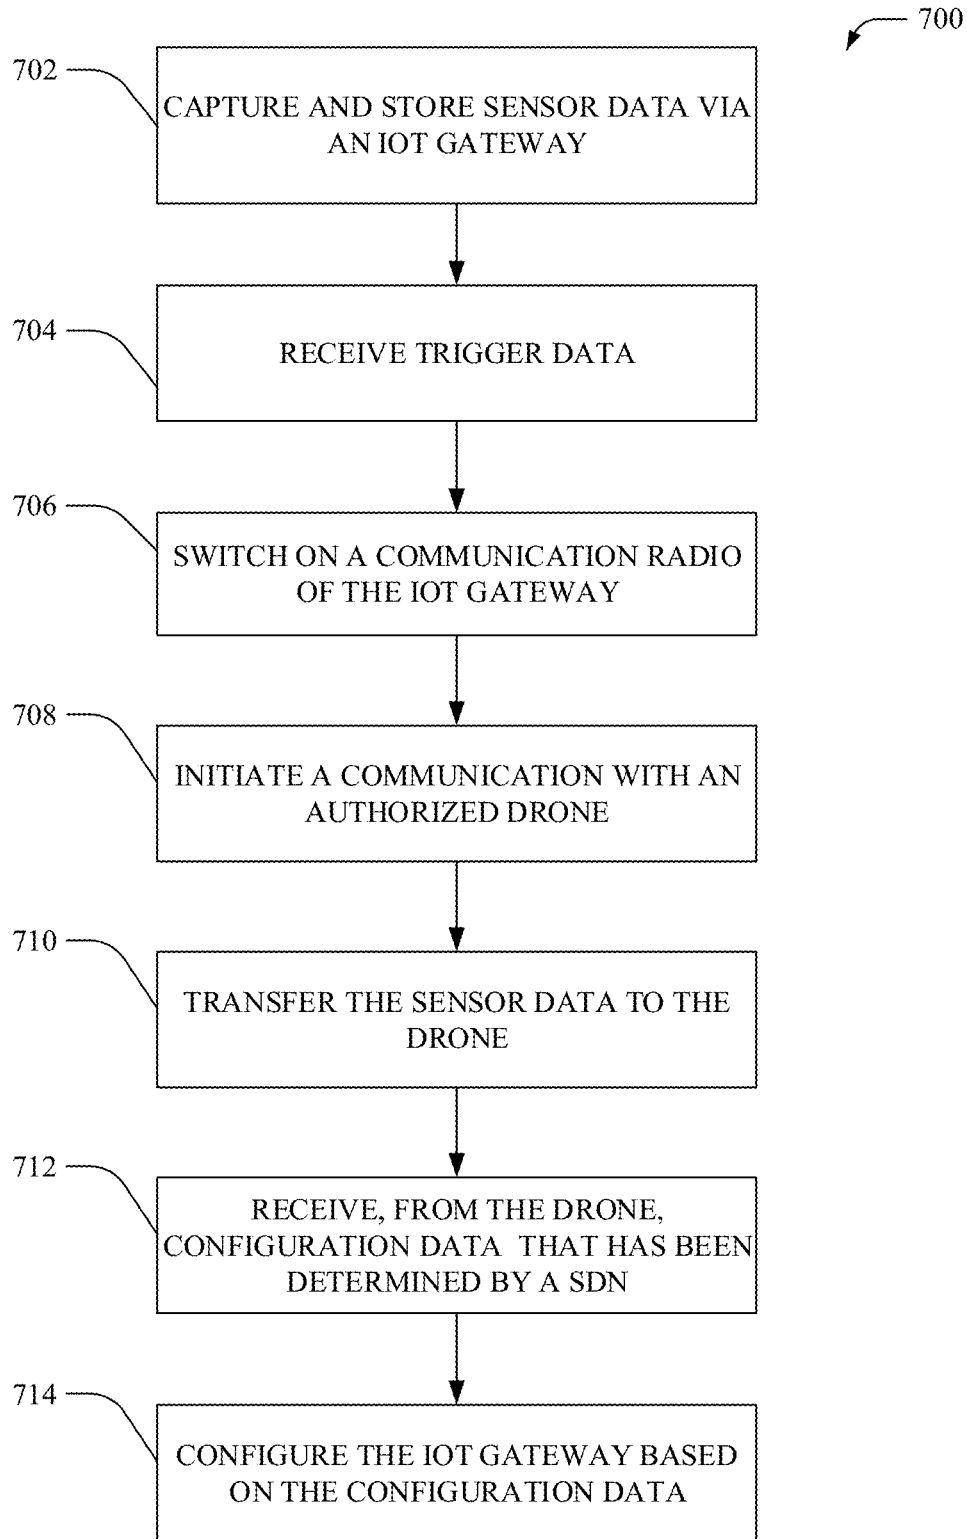 700
702
CAPTURE AND STORE SENSOR DATA VIA
AN IOT GATEWAY
704
RECEIVE TRIGGER DATA
706
SWITCH ON A COMMUNICATION RADIO
OF THE IOT GATEWAY
708
INITIATE A COMMUNICATION WITH AN
AUTHORIZED DRONE
710
TRANSFER THE SENSOR DATA TO THE
DRONE
712
RECEIVE, FROM THE DRONE,
CONFIGURATION DATA THAT HAS BEEN
DETERMINED BY A SDN
714
CONFIGURE THE IOT GATEWAY BASED
ON THE CONFIGURATION DATA